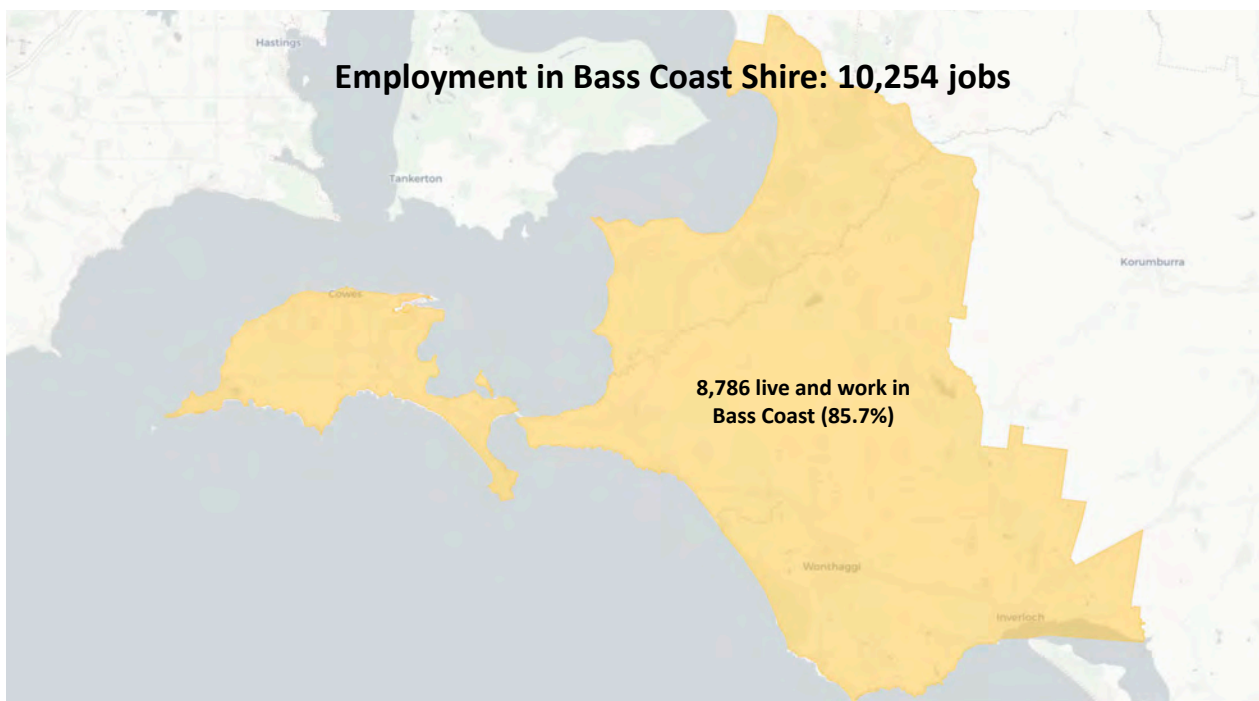 Hastings
Employment in Bass Coast Shire: 10,254 jobs
Tankerton
Korumburra
Cowes
8,786 live and work in
Bass Coast (85.7%)
Wonthaggi
Inverloch